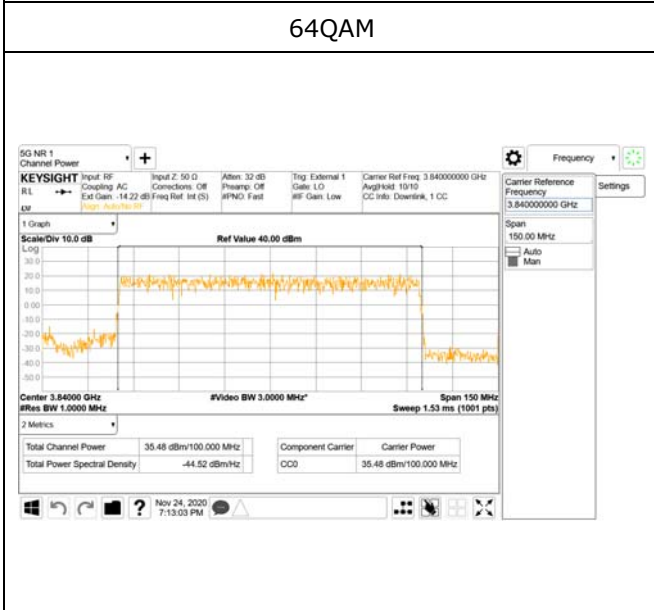 64QAM
5G NR 1
Channel Power
+
Frequency
KEYSIGHT Input: RF Input Z: 50 Ω Atten: 32 dB Trig: External 1 Carrier Ref Freq: 3.840000000 GHz
RL Coupling: AC Corrections: Off Preamp: Off Gate: LO Avg|Hold: 10/10
Ext Gain: -14.22 dB Freq Ref: Int (S) #PNO: Fast #IF Gain: Low CC Info: Downlink, 1 CC
Align: Auto/No RF
Carrier Reference
Frequency
3.840000000 GHz
Settings
Span
150.00 MHz
Auto
Man
1 Graph
Scale/Div 10.0 dB Ref Value 40.00 dBm
Log
30.0
20.0
10.0
0.00
-10.0
-20.0
-30.0
-40.0
-50.0
Center 3.84000 GHz #Video BW 3.0000 MHz* Span 150 MHz
#Res BW 1.0000 MHz Sweep 1.53 ms (1001 pts)
2 Metrics
Total Channel Power 35.48 dBm/100.000 MHz Component Carrier Carrier Power
Total Power Spectral Density -44.52 dBm/Hz CC0 35.48 dBm/100.000 MHz
? Nov 24, 2020
7:13:03 PM